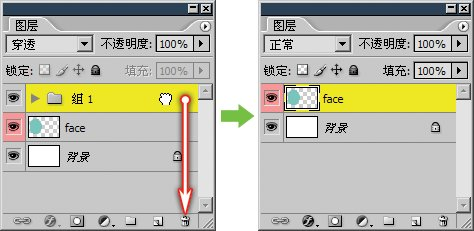 图层
穿透
不透明度:
100%
锁定:
填充:
100%
组 1
face
背景
图层
正常
不透明度:
100%
锁定:
填充:
100%
face
背景